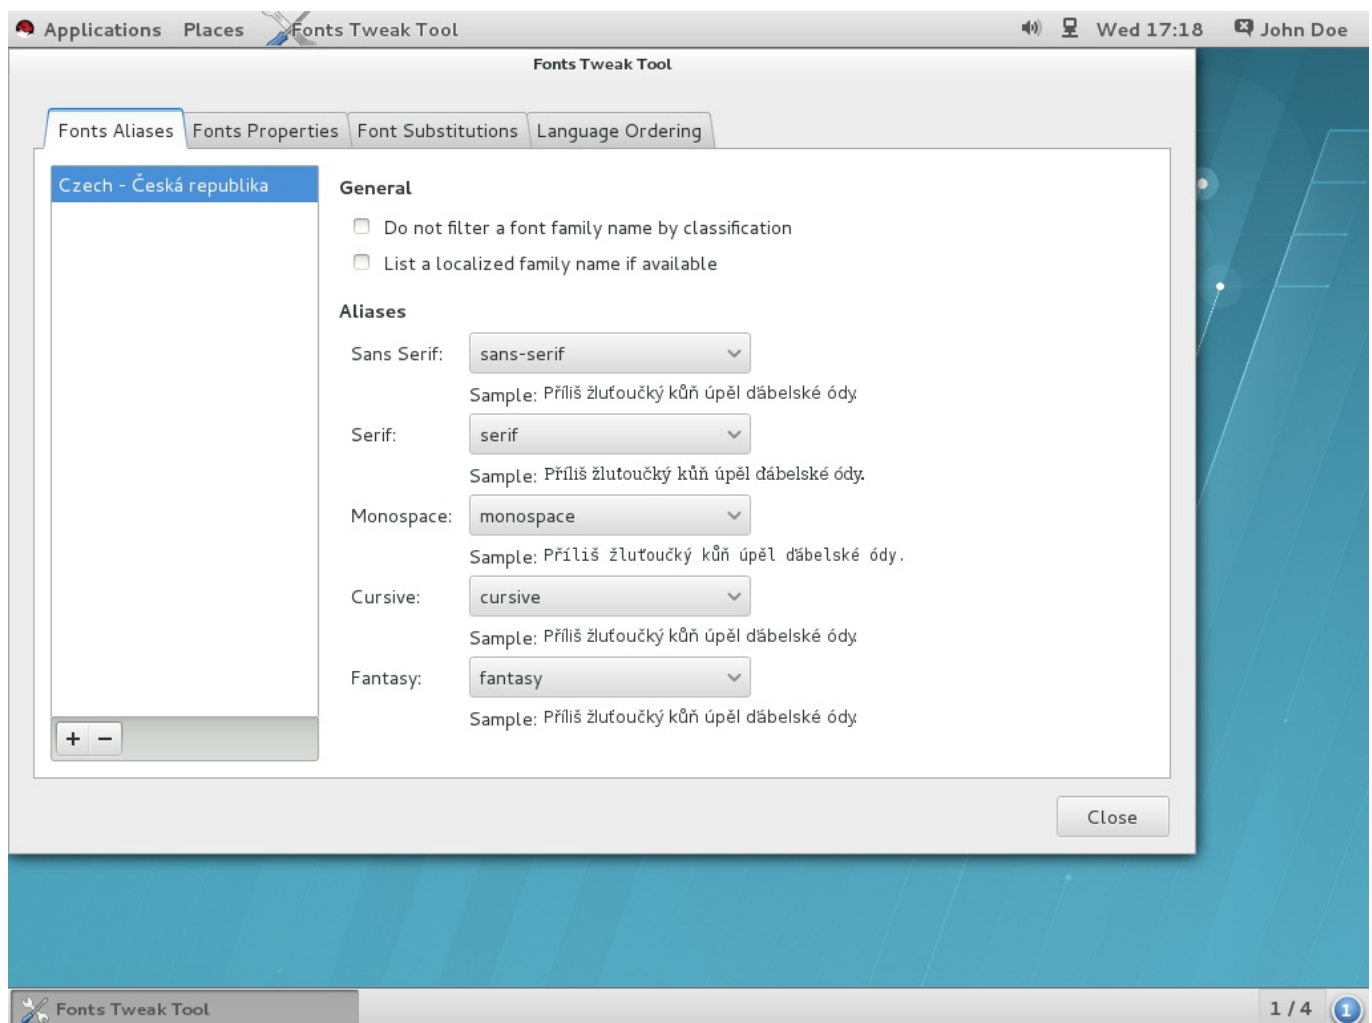 Applications Places Fonts Tweak Tool Wed 17:18 John Doe
Fonts Tweak Tool
Fonts Aliases Fonts Properties Font Substitutions Language Ordering
Czech - Česká republika
General
Do not filter a font family name by classification
List a localized family name if available
Aliases
Sans Serif: sans-serif
Sample: Příliš žluťoučký kůň úpěl ďábelské ódy.
Serif: serif
Sample: Příliš žluťoučký kůň úpěl ďábelské ódy.
Monospace: monospace
Sample: Příliš žluťoučký kůň úpěl ďábelské ódy.
Cursive: cursive
Sample: Příliš žluťoučký kůň úpěl ďábelské ódy.
Fantasy: fantasy
Sample: Příliš žluťoučký kůň úpěl ďábelské ódy.
+ −
Close
Fonts Tweak Tool 1 / 4 1